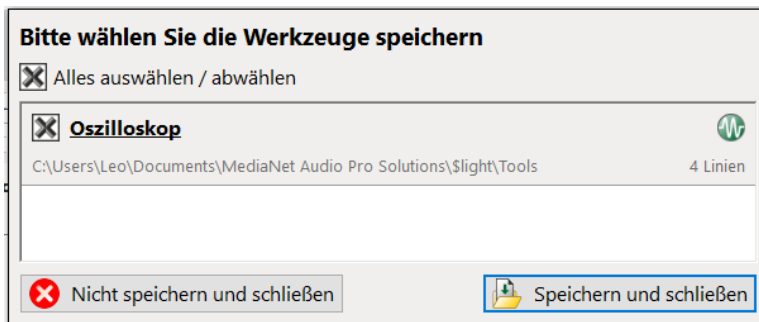 Bitte wählen Sie die Werkzeuge speichern
Alles auswählen / abwählen
Oszilloskop
C:\Users\Leo\Documents\MediaNet Audio Pro Solutions\$light\Tools 4 Linien
Nicht speichern und schließen Speichern und schließen